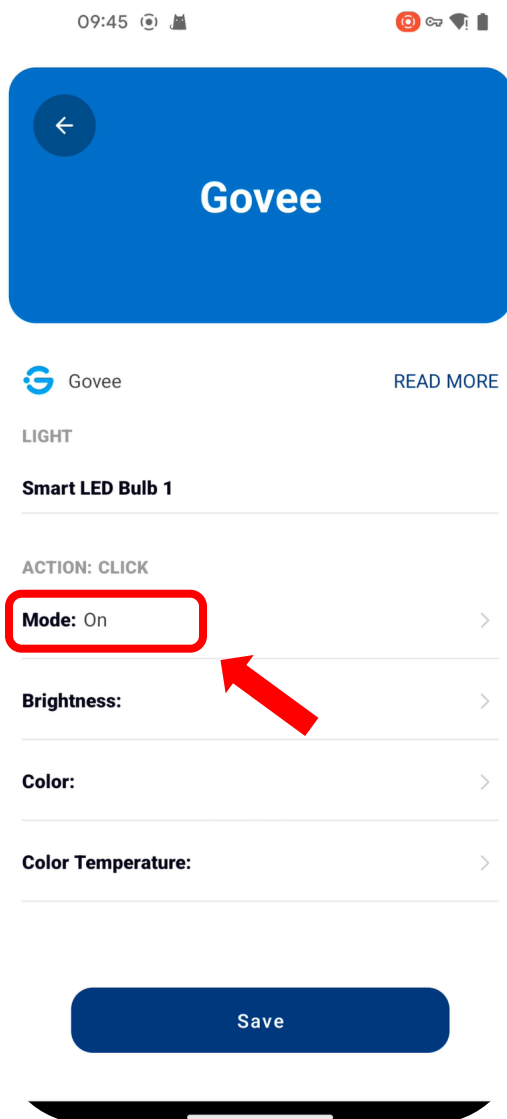 09:45
Govee
Govee READ MORE
LIGHT
Smart LED Bulb 1
ACTION: CLICK
Mode: On
Brightness:
Color:
Color Temperature:
Save